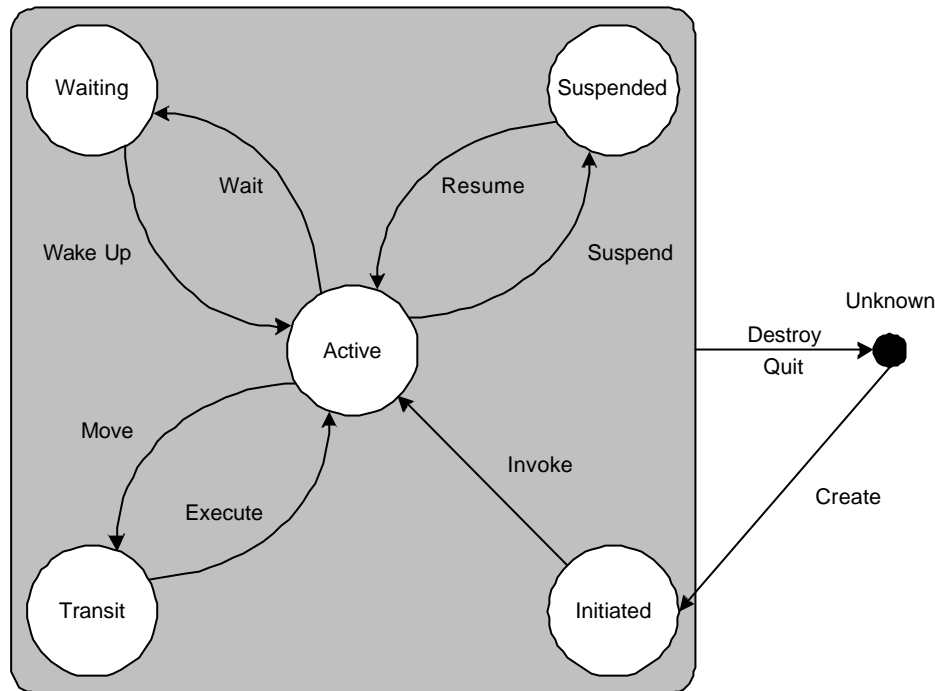 Waiting
Suspended
Wait
Resume
Wake Up
Suspend
Unknown
Destroy
Quit
Active
Move
Invoke
Execute
Create
Transit
Initiated